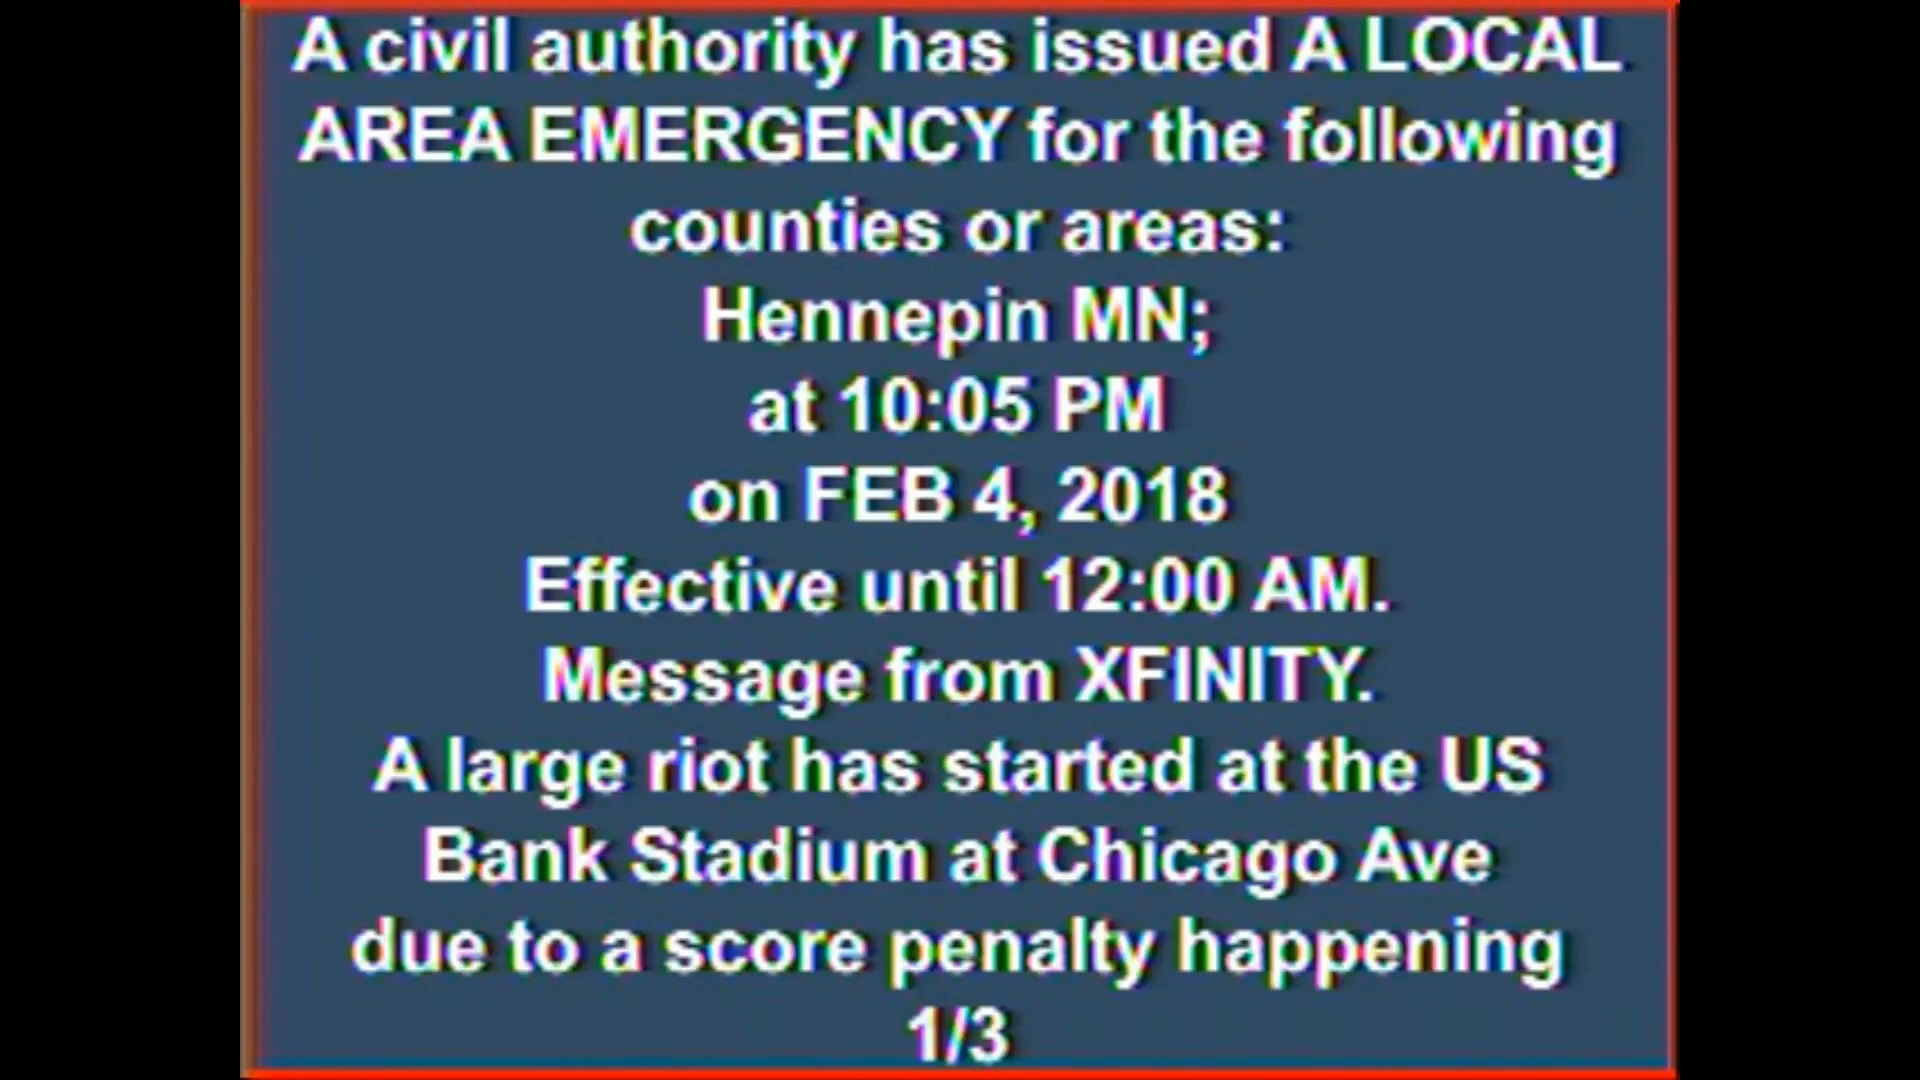 A civil authority has issued A LOCAL
AREA EMERGENCY for the following
counties or areas:
Hennepin MN;
at 10:05 PM
on FEB 4, 2018
Effective until 12:00 AM.
Message from XFINITY.
A large riot has started at the US
Bank Stadium at Chicago Ave
due to a score penalty happening
1/3